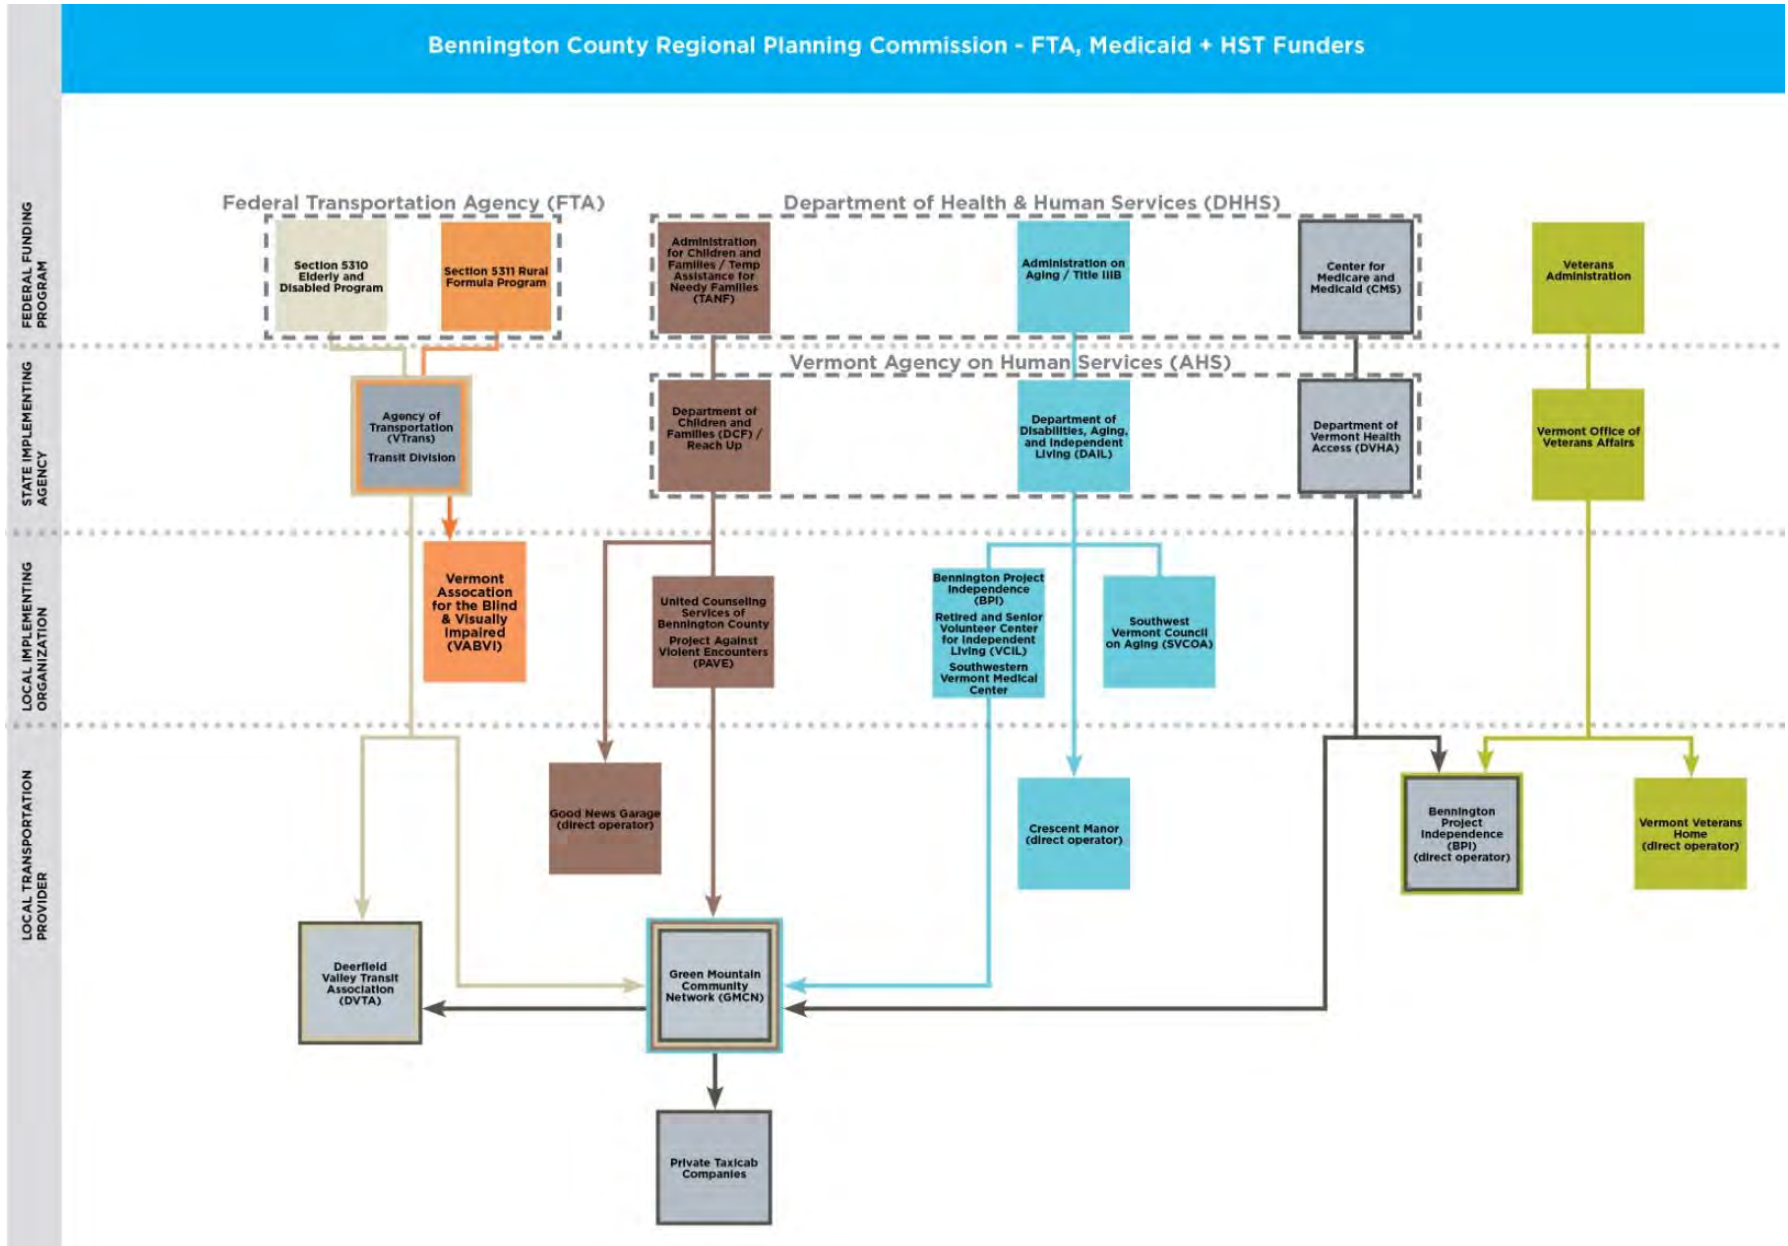 Bennington County Regional Planning Commission - FTA, Medicaid + HST Funders
FEDERAL FUNDING
PROGRAM
Federal Transportation Agency (FTA)
Department of Health & Human Services (DHHS)
Section 5310
Elderly and
Disabled Program
Section 5311 Rural
Formula Program
Administration
for Children and
Families / Temp
Assistance for
Needy Families
(TANF)
Administration on
Aging / Title IIIB
Center for
Medicare and
Medicaid (CMS)
Veterans
Administration
STATE IMPLEMENTING
AGENCY
Vermont Agency on Human Services (AHS)
Agency of
Transportation
(VTrans)
Transit Division
Department of
Children and
Families (DCF) /
Reach Up
Department of
Disabilities, Aging,
and Independent
Living (DAIL)
Department of
Vermont Health
Access (DVHA)
Vermont Office of
Veterans Affairs
LOCAL IMPLEMENTING
ORGANIZATION
Vermont
Assocation
for the Blind
& Visually
Impaired
(VABVI)
United Counseling
Services of
Bennington County
Project Against
Violent Encounters
(PAVE)
Bennington Project
Independence
(BPI)
Retired and Senior
Volunteer Center
for Independent
Living (VCIL)
Southwestern
Vermont Medical
Center
Southwest
Vermont Council
on Aging (SVCOA)
LOCAL TRANSPORTATION
PROVIDER
Good News Garage
(direct operator)
Crescent Manor
(direct operator)
Bennington
Project
Independence
(BPI)
(direct operator)
Vermont Veterans
Home
(direct operator)
Deerfield
Valley Transit
Association
(DVTA)
Green Mountain
Community
Network (GMCN)
Private Taxicab
Companies